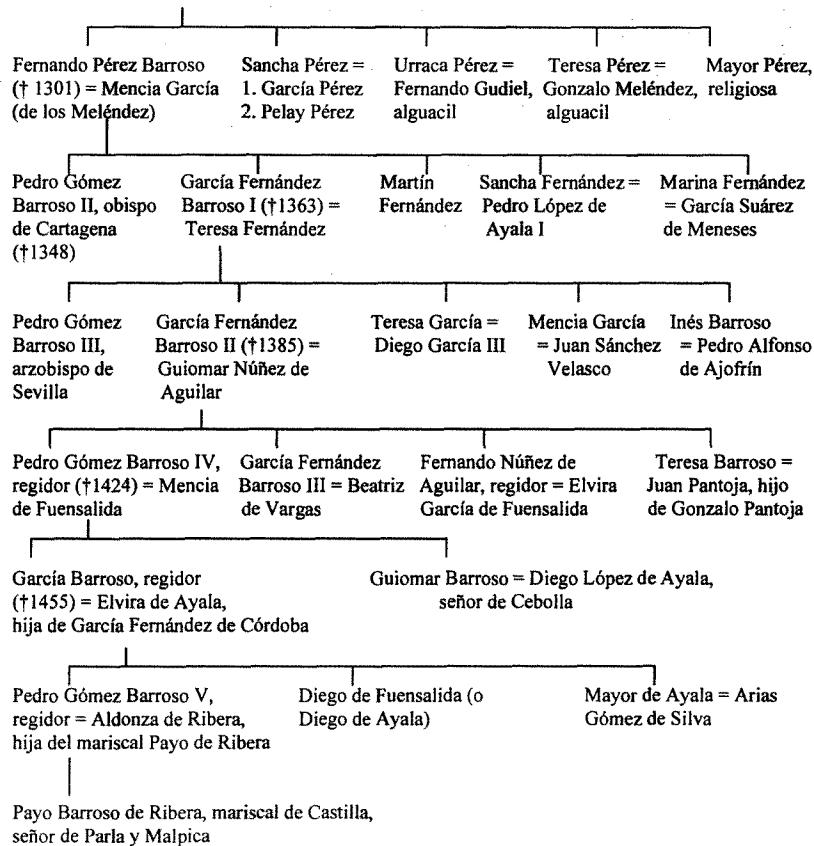 Fernando Pérez Barroso
(† 1301) = Mencia García
(de los Meléndez)
Sancha Pérez =
1. García Pérez
2. Pelay Pérez
Urraca Pérez =
Fernando Gudiel,
alguacil
Teresa Pérez =
Gonzalo Meléndez,
alguacil
Mayor Pérez,
religiosa
Pedro Gómez
Barroso II, obispo
de Cartagena
(†1348)
García Fernández
Barroso I (†1363) =
Teresa Fernández
Martín
Fernández
Sancha Fernández =
Pedro López de
Ayala I
Marina Fernández
= García Suárez
de Meneses
Pedro Gómez
Barroso III,
arzobispo de
Sevilla
García Fernández
Barroso II (†1385) =
Guiomar Núñez de
Aguilar
Teresa García =
Diego García III
Mencia García
= Juan Sánchez
Velasco
Inés Barroso
= Pedro Alfonso
de Ajofrín
Pedro Gómez Barroso IV,
regidor (†1424) = Mencia
de Fuensalida
García Fernández
Barroso III = Beatriz
de Vargas
Fernando Núñez de
Aguilar, regidor = Elvira
García de Fuensalida
Teresa Barroso =
Juan Pantoja, hijo
de Gonzalo Pantoja
García Barroso, regidor
(†1455) = Elvira de Ayala,
hija de García Fernández de Córdoba
Guiomar Barroso = Diego López de Ayala,
señor de Cebolla
Pedro Gómez Barroso V,
regidor = Aldonza de Ribera,
hija del mariscal Payo de Ribera
Diego de Fuensalida (o
Diego de Ayala)
Mayor de Ayala = Arias
Gómez de Silva
Payo Barroso de Ribera, mariscal de Castilla,
señor de Parla y Malpica